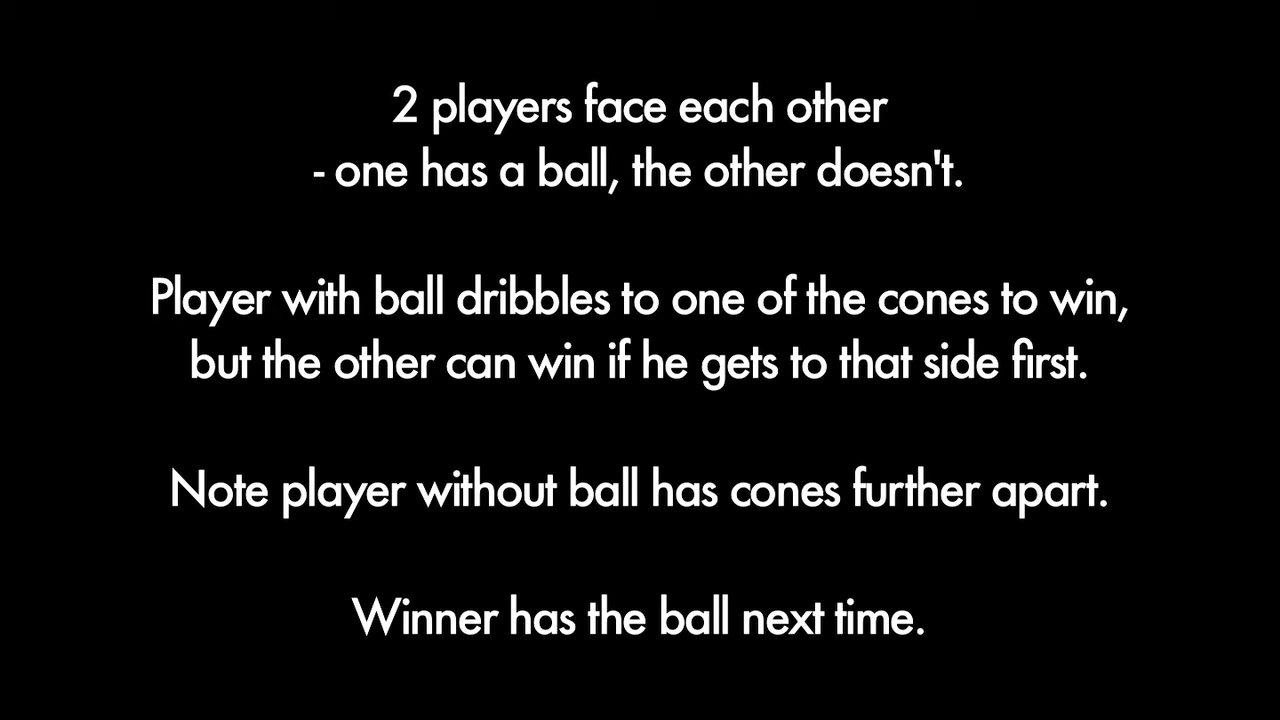 2 players face each other
- one has a ball, the other doesn't.
Player with ball dribbles to one of the cones to win,
but the other can win if he gets to that side first.
Note player without ball has cones further apart.
Winner has the ball next time.